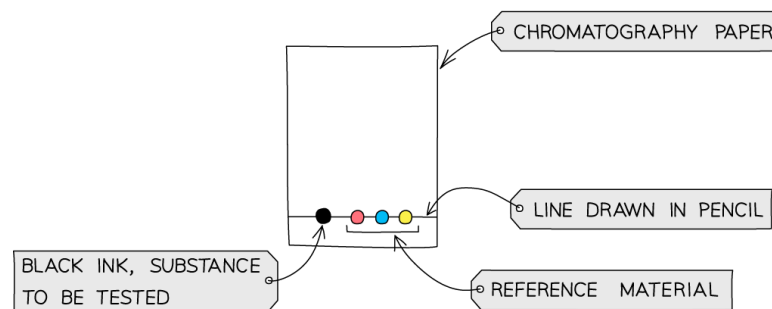 CHROMATOGRAPHY PAPER
LINE DRAWN IN PENCIL
BLACK INK, SUBSTANCE
TO BE TESTED
REFERENCE MATERIAL